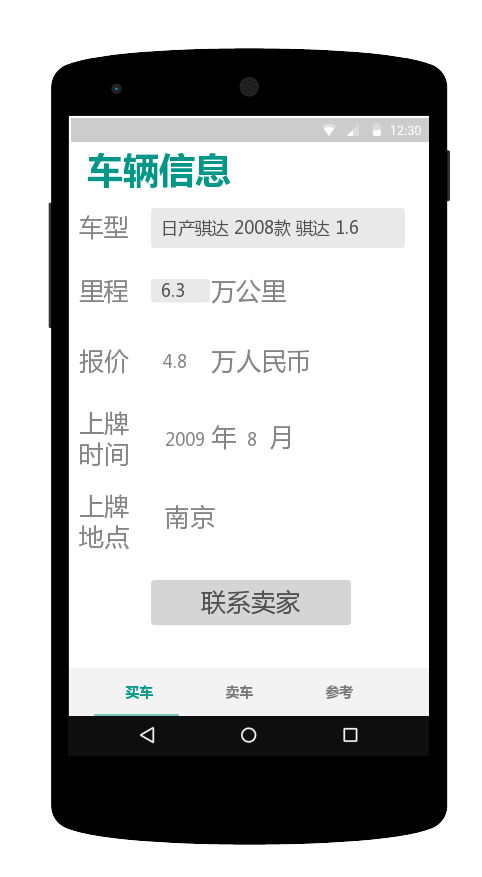 12:30
车辆信息
车型 日产骐达 2008款 骐达 1.6
里程 6.3 万公里
报价 4.8 万人民币
上牌
时间
2009 年 8 月
上牌
地点
南京
联系卖家
买车 卖车 参考